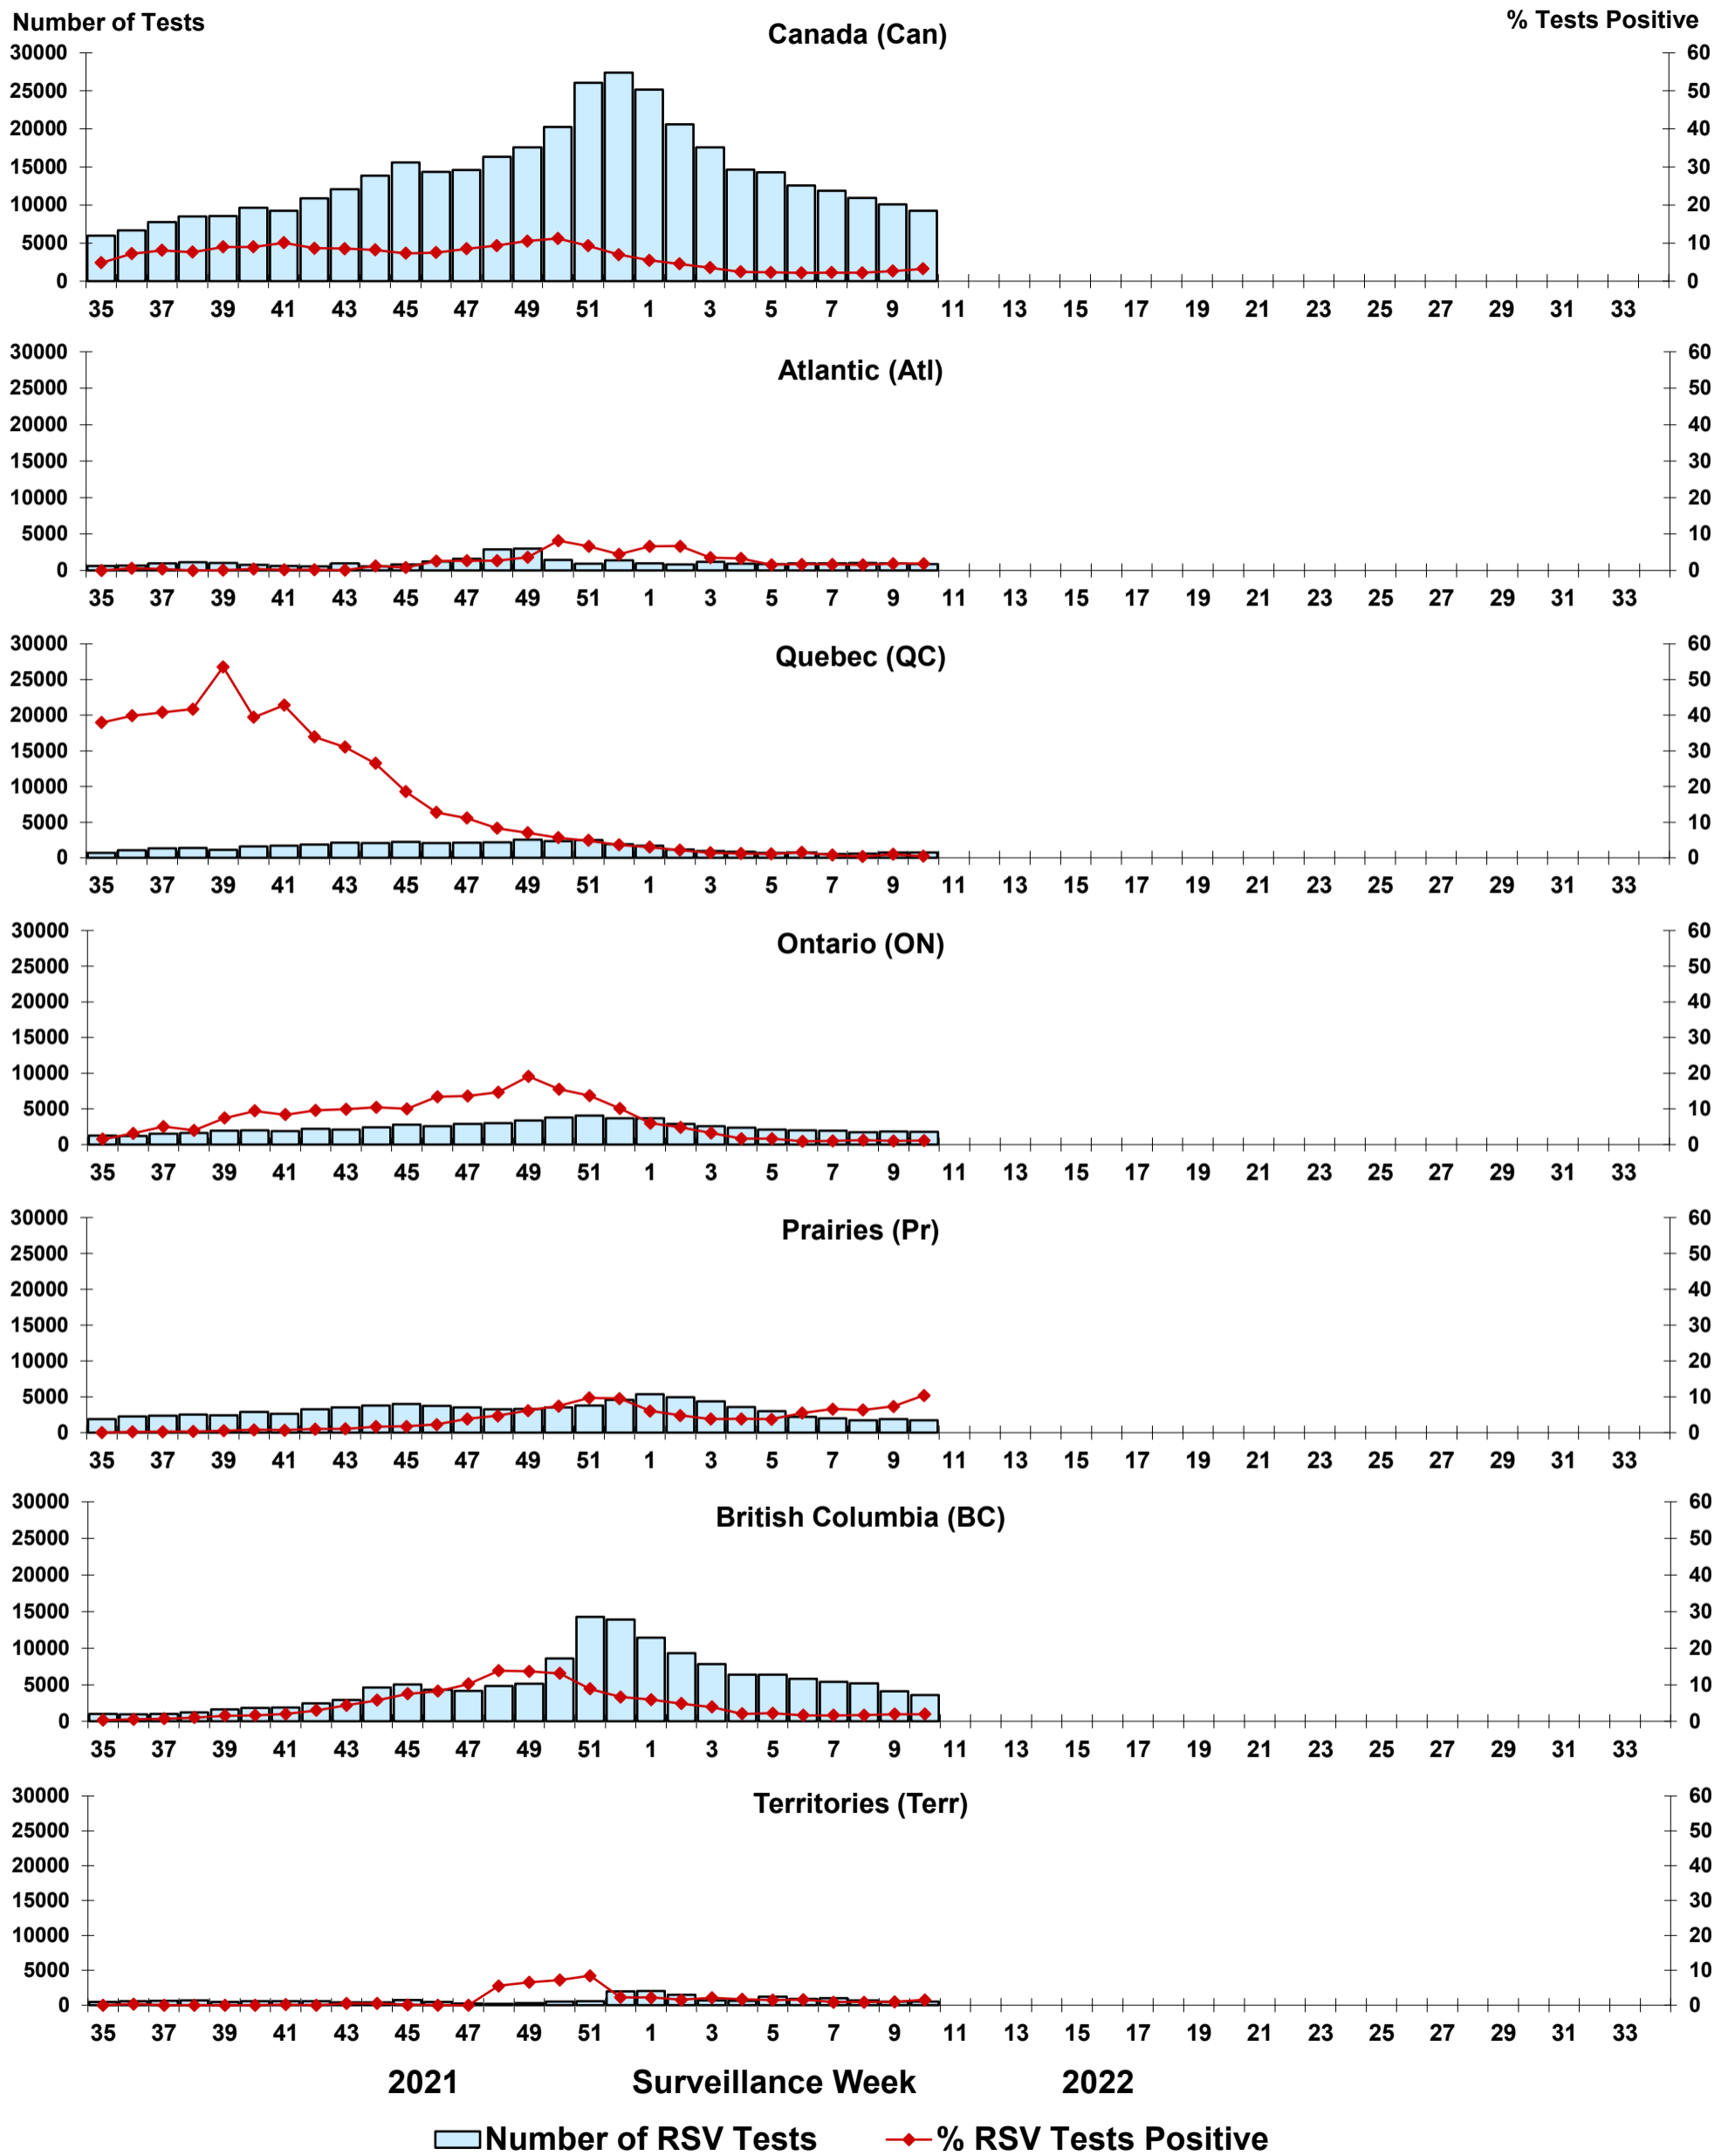 Number of Tests
% Tests Positive
Canada (Can)
30000 60
25000 50
20000 40
15000 30
10000 20
5000 10
0 0
35 37 39 41 43 45 47 49 51 1 3 5 7 9 11 13 15 17 19 21 23 25 27 29 31 33
Atlantic (Atl)
30000 60
25000 50
20000 40
15000 30
10000 20
5000 10
0 0
35 37 39 41 43 45 47 49 51 1 3 5 7 9 11 13 15 17 19 21 23 25 27 29 31 33
Quebec (QC)
30000 60
25000 50
20000 40
15000 30
10000 20
5000 10
0 0
35 37 39 41 43 45 47 49 51 1 3 5 7 9 11 13 15 17 19 21 23 25 27 29 31 33
Ontario (ON)
30000 60
25000 50
20000 40
15000 30
10000 20
5000 10
0 0
35 37 39 41 43 45 47 49 51 1 3 5 7 9 11 13 15 17 19 21 23 25 27 29 31 33
Prairies (Pr)
30000 60
25000 50
20000 40
15000 30
10000 20
5000 10
0 0
35 37 39 41 43 45 47 49 51 1 3 5 7 9 11 13 15 17 19 21 23 25 27 29 31 33
British Columbia (BC)
30000 60
25000 50
20000 40
15000 30
10000 20
5000 10
0 0
35 37 39 41 43 45 47 49 51 1 3 5 7 9 11 13 15 17 19 21 23 25 27 29 31 33
Territories (Terr)
30000 60
25000 50
20000 40
15000 30
10000 20
5000 10
0 0
35 37 39 41 43 45 47 49 51 1 3 5 7 9 11 13 15 17 19 21 23 25 27 29 31 33
2021 Surveillance Week 2022
Number of RSV Tests % RSV Tests Positive